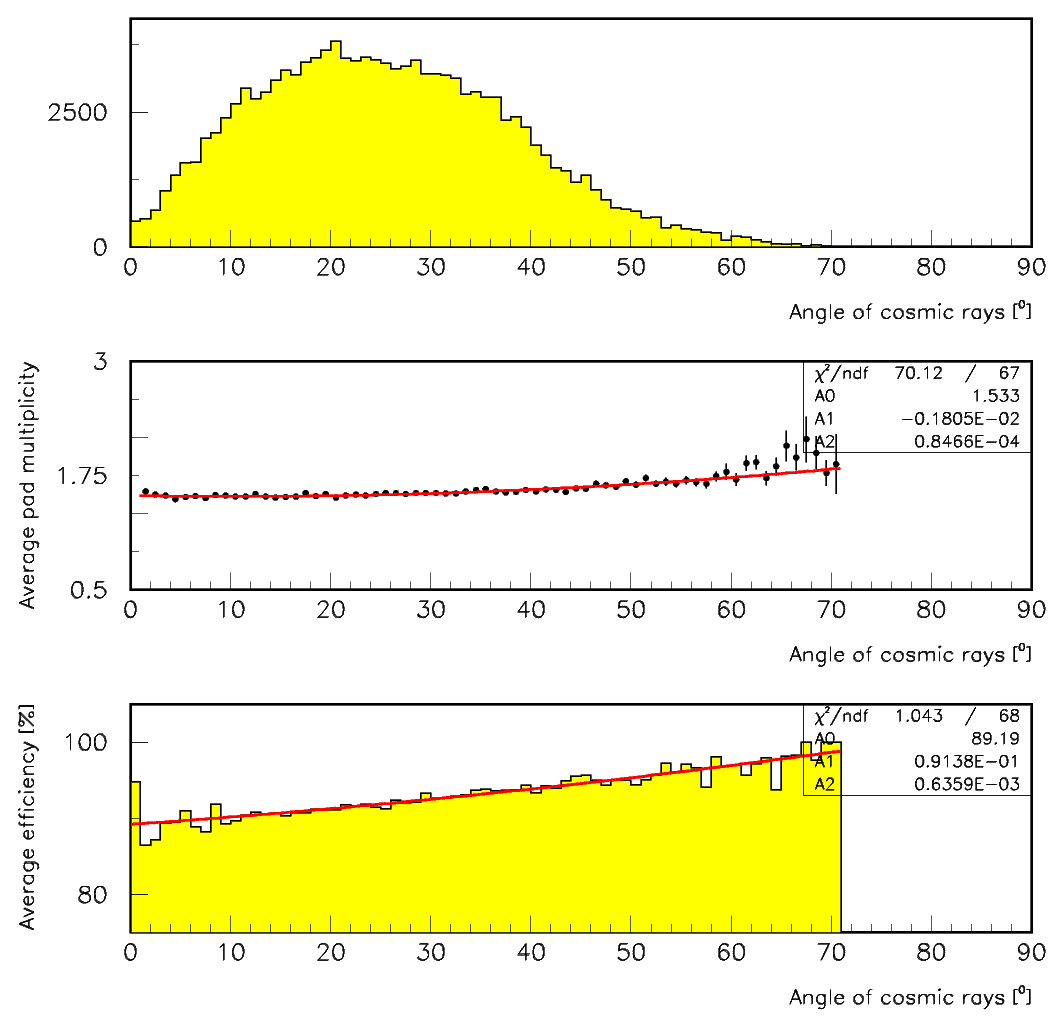 2500
0
0 10 20 30 40 50 60 70 80 90
Angle of cosmic rays [⁰]
Average pad multiplicity
3
1.75
0.5
χ²/ndf 70.12 / 67
A0 1.533
A1 -0.1805E-02
A2 0.8466E-04
0 10 20 30 40 50 60 70 80 90
Angle of cosmic rays [⁰]
Average efficiency [%]
100
80
χ²/ndf 1.043 / 68
A0 89.19
A1 0.9138E-01
A2 0.6359E-03
0 10 20 30 40 50 60 70 80 90
Angle of cosmic rays [⁰]